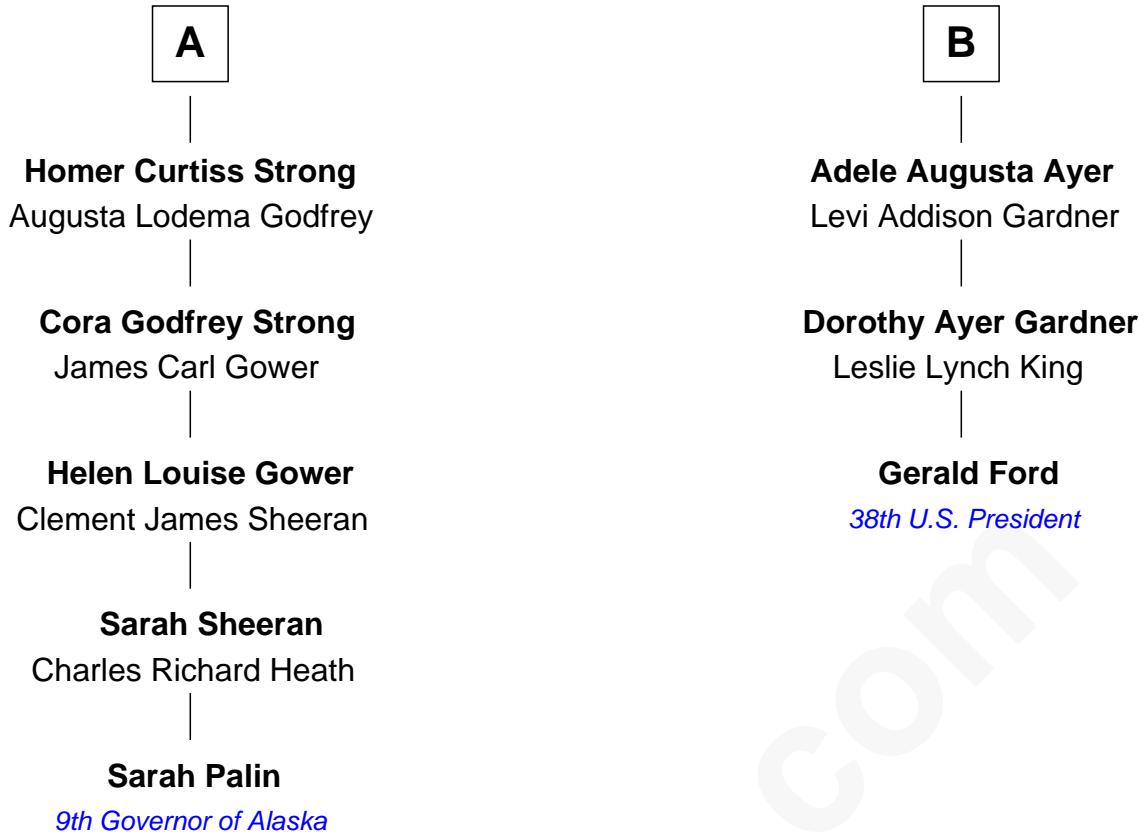 A
Homer Curtiss Strong
Augusta Lodema Godfrey
Cora Godfrey Strong
James Carl Gower
Helen Louise Gower
Clement James Sheeran
Sarah Sheeran
Charles Richard Heath
Sarah Palin
9th Governor of Alaska
B
Adele Augusta Ayer
Levi Addison Gardner
Dorothy Ayer Gardner
Leslie Lynch King
Gerald Ford
38th U.S. President
com